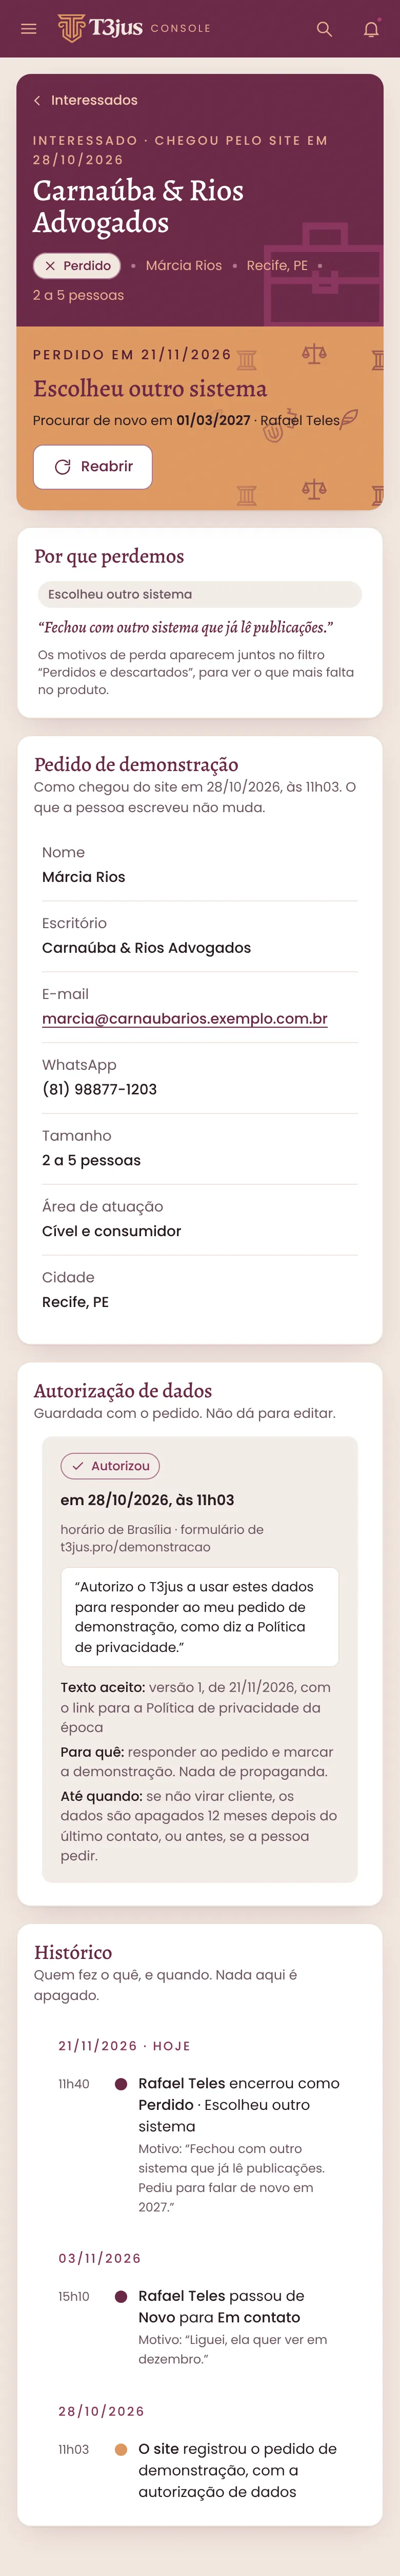 T3jus CONSOLE
Interessados
INTERESSADO · CHEGOU PELO SITE EM
28/10/2026
Carnaúba & Rios
Advogados
Perdido • Márcia Rios • Recife, PE •
2 a 5 pessoas
PERDIDO EM 21/11/2026
Escolheu outro sistema
Procurar de novo em 01/03/2027 · Rafael Teles
Reabrir
Por que perdemos
Escolheu outro sistema
“Fechou com outro sistema que já lê publicações.”
Os motivos de perda aparecem juntos no filtro
“Perdidos e descartados”, para ver o que mais falta
no produto.
Pedido de demonstração
Como chegou do site em 28/10/2026, às 11h03. O
que a pessoa escreveu não muda.
Nome
Márcia Rios
Escritório
Carnaúba & Rios Advogados
E-mail
marcia@carnaubarios.exemplo.com.br
WhatsApp
(81) 98877-1203
Tamanho
2 a 5 pessoas
Área de atuação
Cível e consumidor
Cidade
Recife, PE
Autorização de dados
Guardada com o pedido. Não dá para editar.
Autorizou
em 28/10/2026, às 11h03
horário de Brasília · formulário de
t3jus.pro/demonstracao
“Autorizo o T3jus a usar estes dados
para responder ao meu pedido de
demonstração, como diz a Política
de privacidade.”
Texto aceito: versão 1, de 21/11/2026, com
o link para a Política de privacidade da
época
Para quê: responder ao pedido e marcar
a demonstração. Nada de propaganda.
Até quando: se não virar cliente, os
dados são apagados 12 meses depois do
último contato, ou antes, se a pessoa
pedir.
Histórico
Quem fez o quê, e quando. Nada aqui é
apagado.
21/11/2026 · HOJE
11h40 Rafael Teles encerrou como
Perdido · Escolheu outro
sistema
Motivo: “Fechou com outro
sistema que já lê publicações.
Pediu para falar de novo em
2027.”
03/11/2026
15h10 Rafael Teles passou de
Novo para Em contato
Motivo: “Liguei, ela quer ver em
dezembro.”
28/10/2026
11h03 O site registrou o pedido de
demonstração, com a
autorização de dados